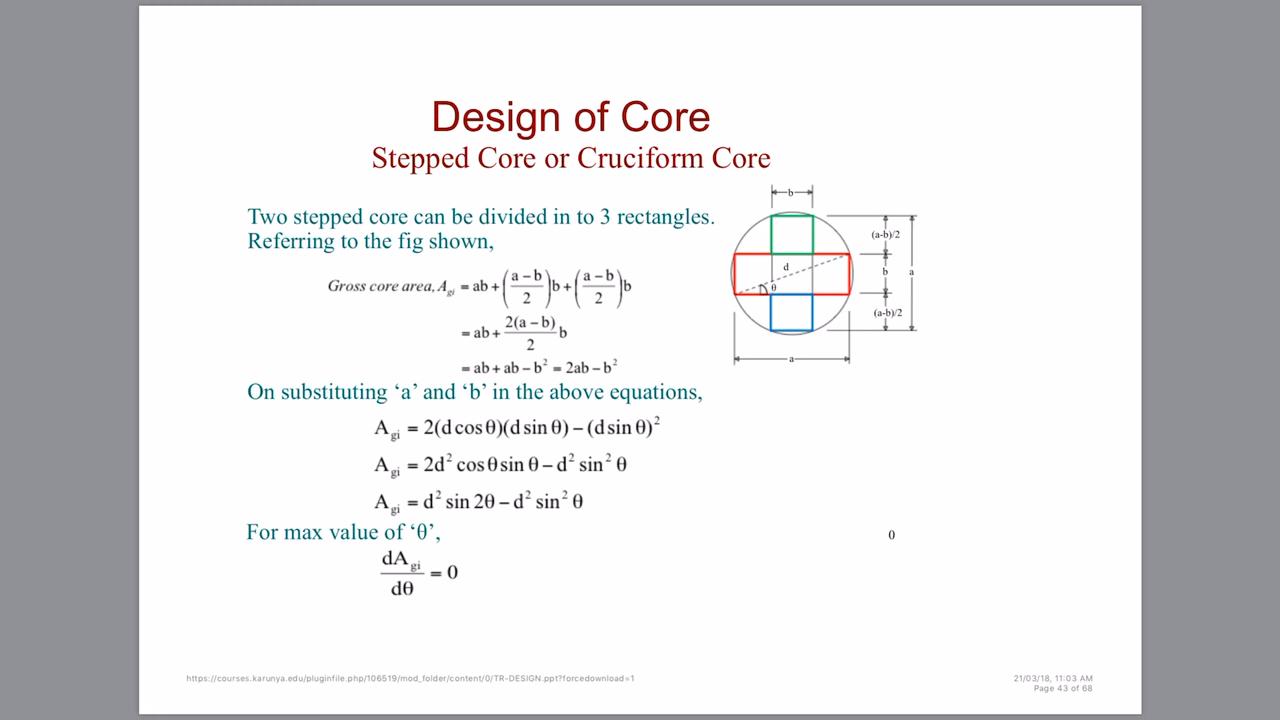 Design of Core
Stepped Core or Cruciform Core
Two stepped core can be divided in to 3 rectangles.
Referring to the fig shown,
Gross core area, A_gi = ab + ((a – b)/2)b + ((a – b)/2)b
= ab + (2(a – b)/2)b
= ab + ab – b² = 2ab – b²
b
(a-b)/2
b
a
(a-b)/2
d
θ
a
On substituting ‘a’ and ‘b’ in the above equations,
A_gi = 2(d cos θ)(d sin θ) – (d sin θ)²
A_gi = 2d² cos θ sin θ – d² sin² θ
A_gi = d² sin 2θ – d² sin² θ
For max value of ‘θ’,
0
dA_gi/dθ = 0
https://courses.karunya.edu/pluginfile.php/106519/mod_folder/content/0/TR-DESIGN.ppt?forcedownload=1
21/03/18, 11:03 AM
Page 43 of 68